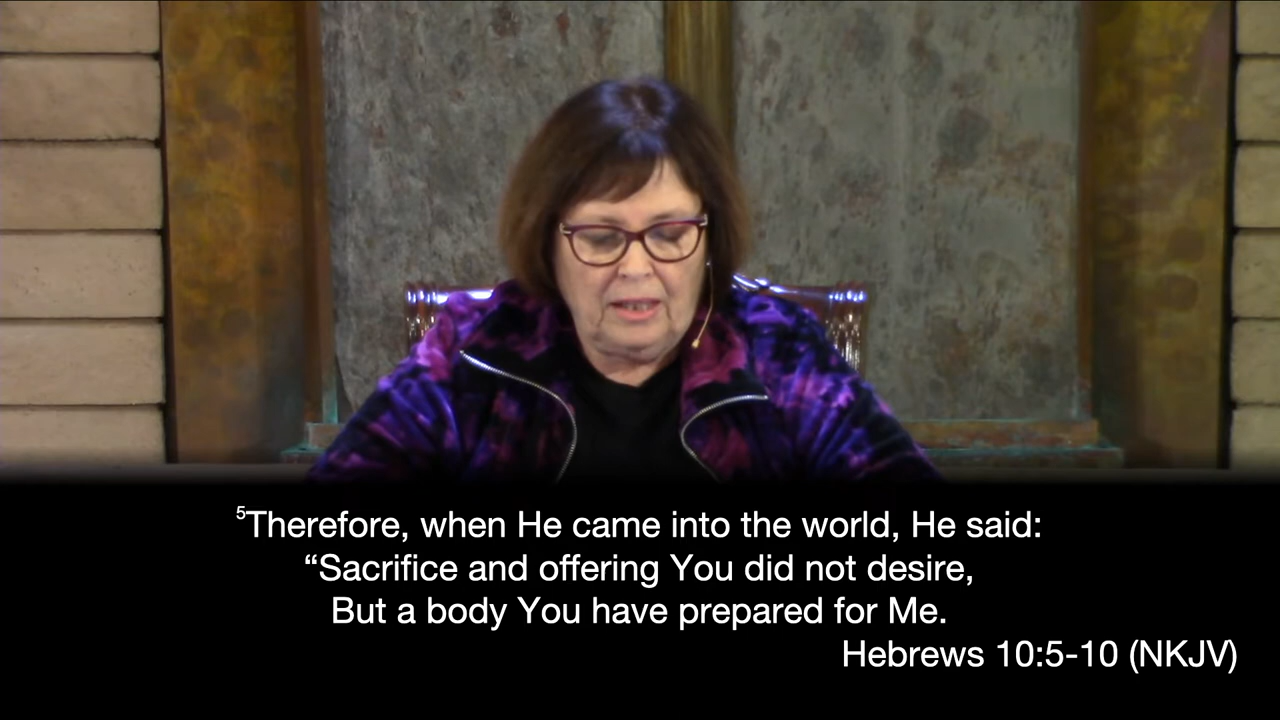 ⁵Therefore, when He came into the world, He said:
“Sacrifice and offering You did not desire,
But a body You have prepared for Me.
Hebrews 10:5-10 (NKJV)